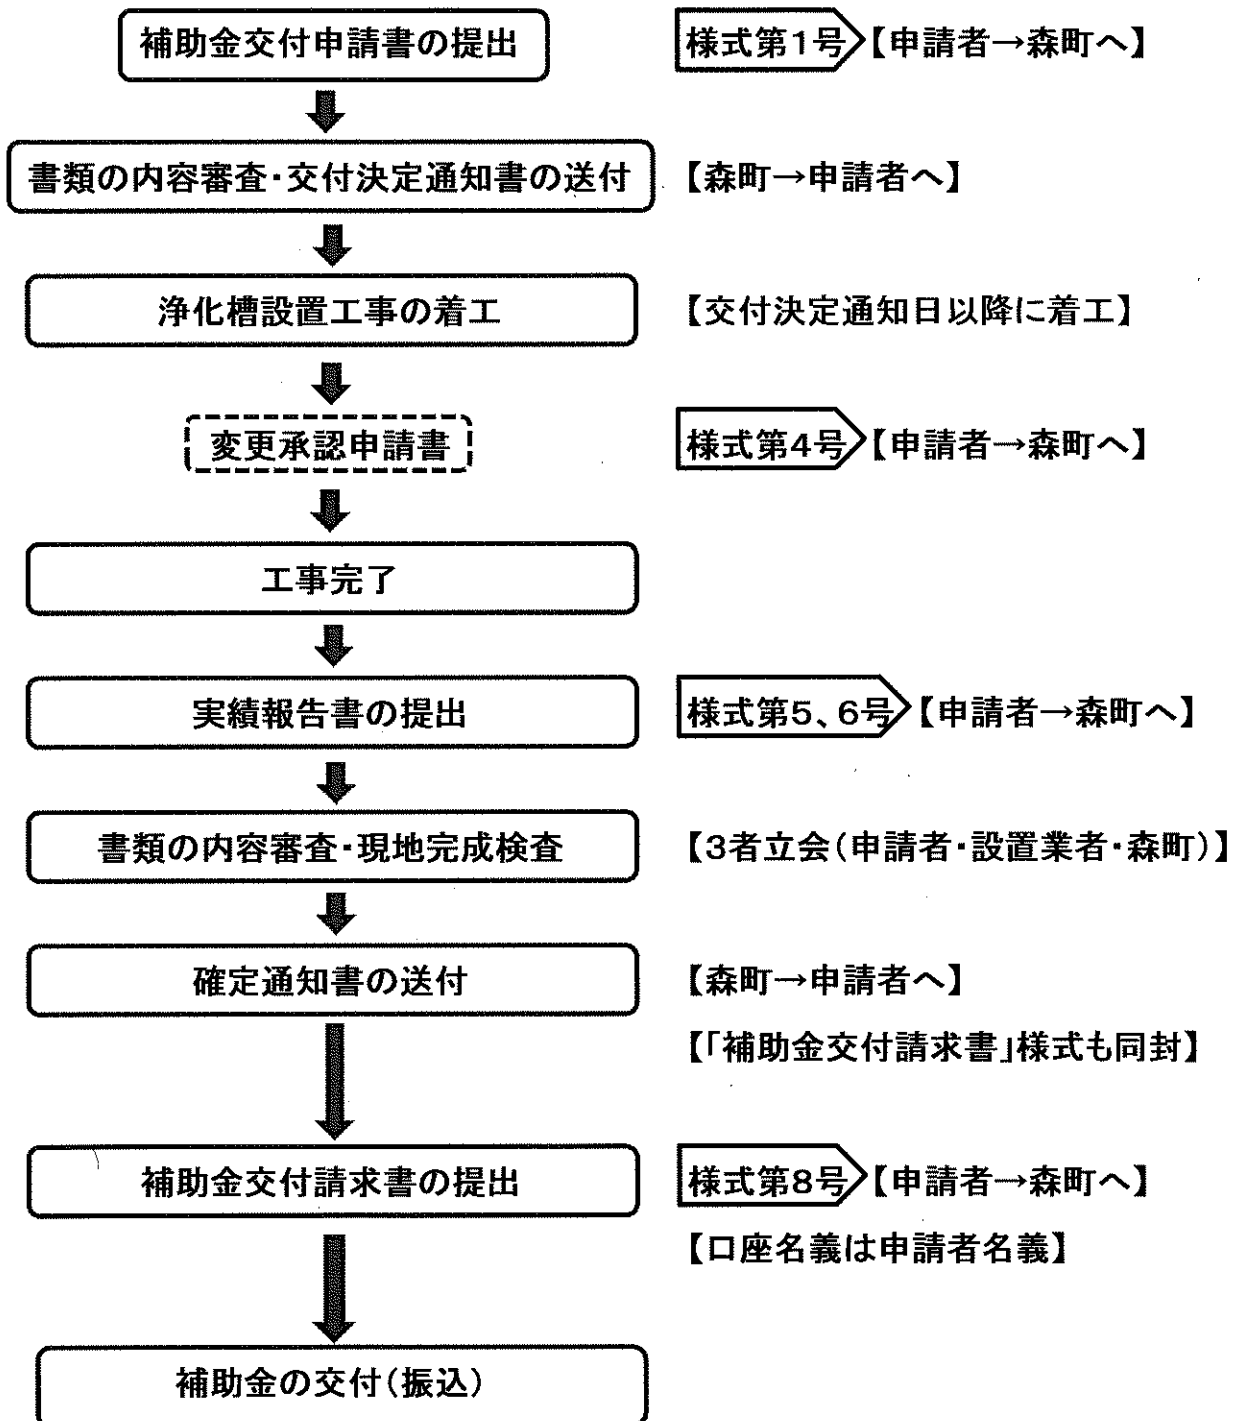 補助金交付申請書の提出
様式第1号 【申請者→森町へ】
書類の内容審査・交付決定通知書の送付
【森町→申請者へ】
浄化槽設置工事の着工
【交付決定通知日以降に着工】
変更承認申請書
様式第4号 【申請者→森町へ】
工事完了
実績報告書の提出
様式第5、6号 【申請者→森町へ】
書類の内容審査・現地完成検査
【3者立会(申請者・設置業者・森町)】
確定通知書の送付
【森町→申請者へ】
【「補助金交付請求書」様式も同封】
補助金交付請求書の提出
様式第8号 【申請者→森町へ】
【口座名義は申請者名義】
補助金の交付(振込)